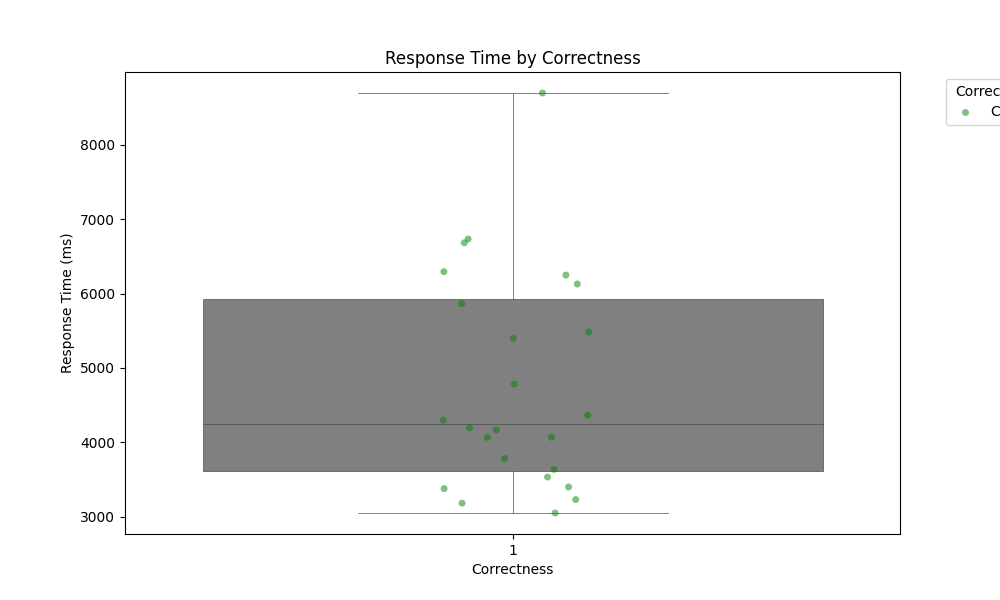 Response Time by Correctness
Correc
C
8000
7000
6000
5000
4000
3000
Response Time (ms)
1
Correctness